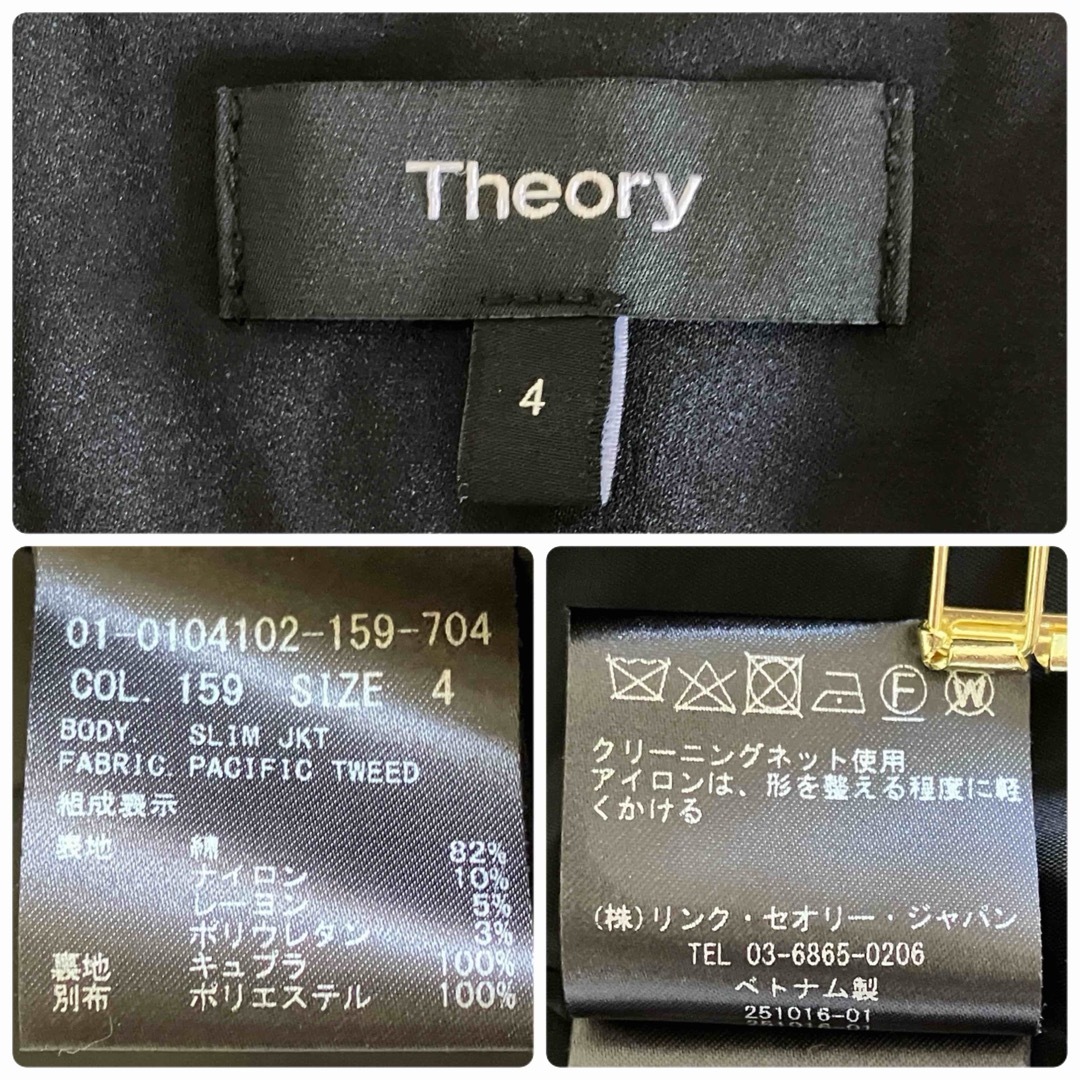 Theory
4
01-0104102-159-704
COL. 159 SIZE 4
BODY. SLIM JKT
FABRIC. PACIFIC TWEED
組成表示
表地 綿 82%
ナイロン 10%
レーヨン 5%
ポリウレタン 3%
裏地 キュプラ 100%
別布 ポリエステル 100%
F
W
クリーニングネット使用
アイロンは、形を整える程度に軽
くかける
(株)リンク・セオリー・ジャパン
TEL 03-6865-0206
ベトナム製
251016-01
251016-01